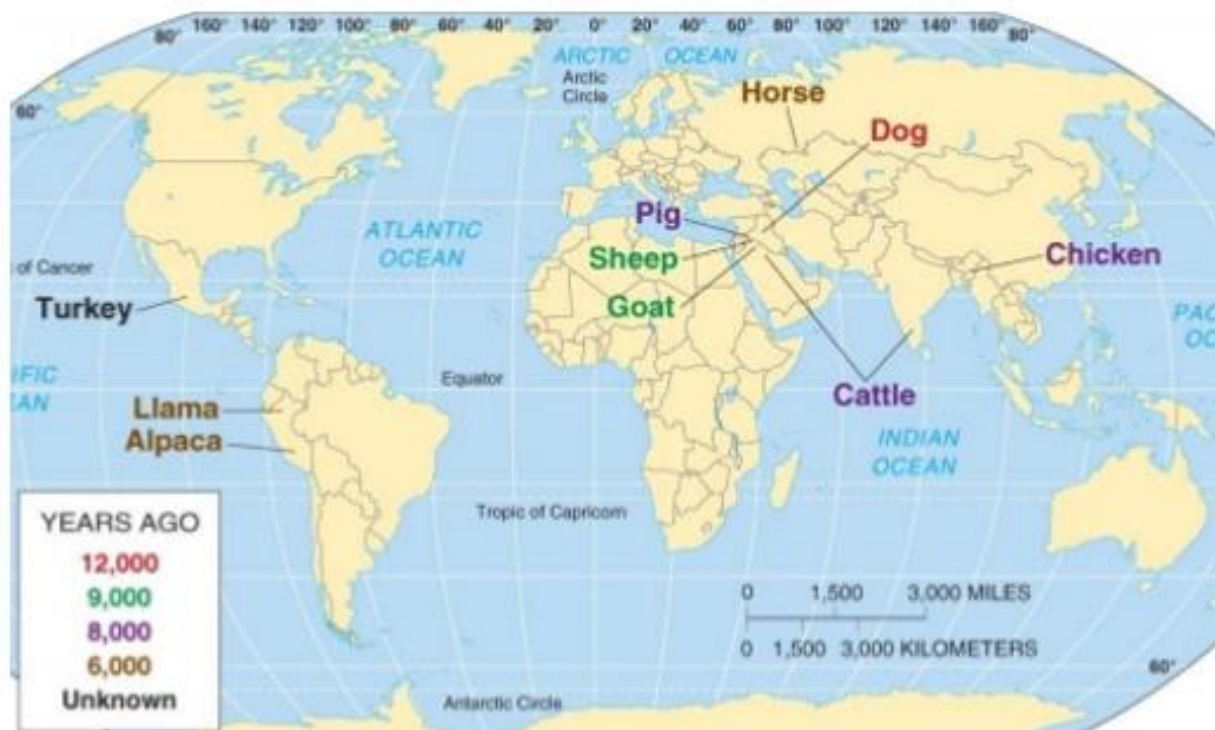 160° 140° 120° 100° 80° 60° 40° 20° 0° 20° 40° 60° 80° 100° 120° 140° 160°
80° 80°
ARCTIC OCEAN
Arctic
Circle
60°
Horse
Dog
Pig
ATLANTIC
OCEAN
Sheep
Chicken
of Cancer
Goat
Turkey
Equator
Llama
Cattle
Alpaca
INDIAN
OCEAN
Tropic of Capricorn
YEARS AGO
12,000
9,000
8,000
6,000
Unknown
0 1,500 3,000 MILES
0 1,500 3,000 KILOMETERS
60°
Antarctic Circle